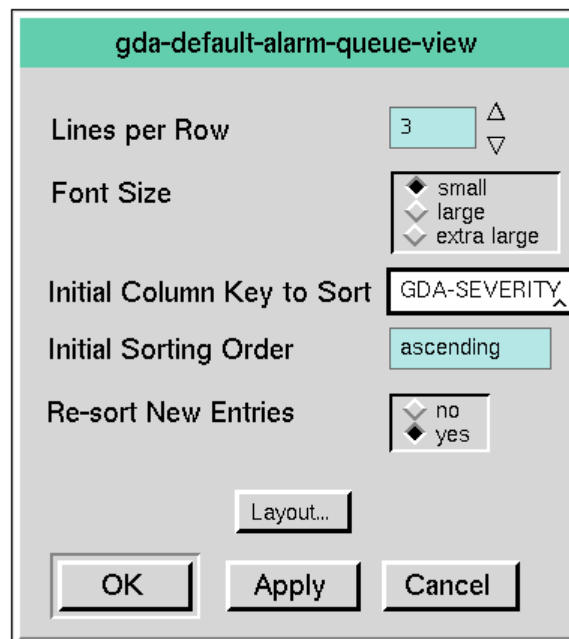 gda-default-alarm-queue-view
Lines per Row 3
Font Size
small
large
extra large
Initial Column Key to Sort GDA-SEVERITY
Initial Sorting Order ascending
Re-sort New Entries
no
yes
Layout...
OK Apply Cancel